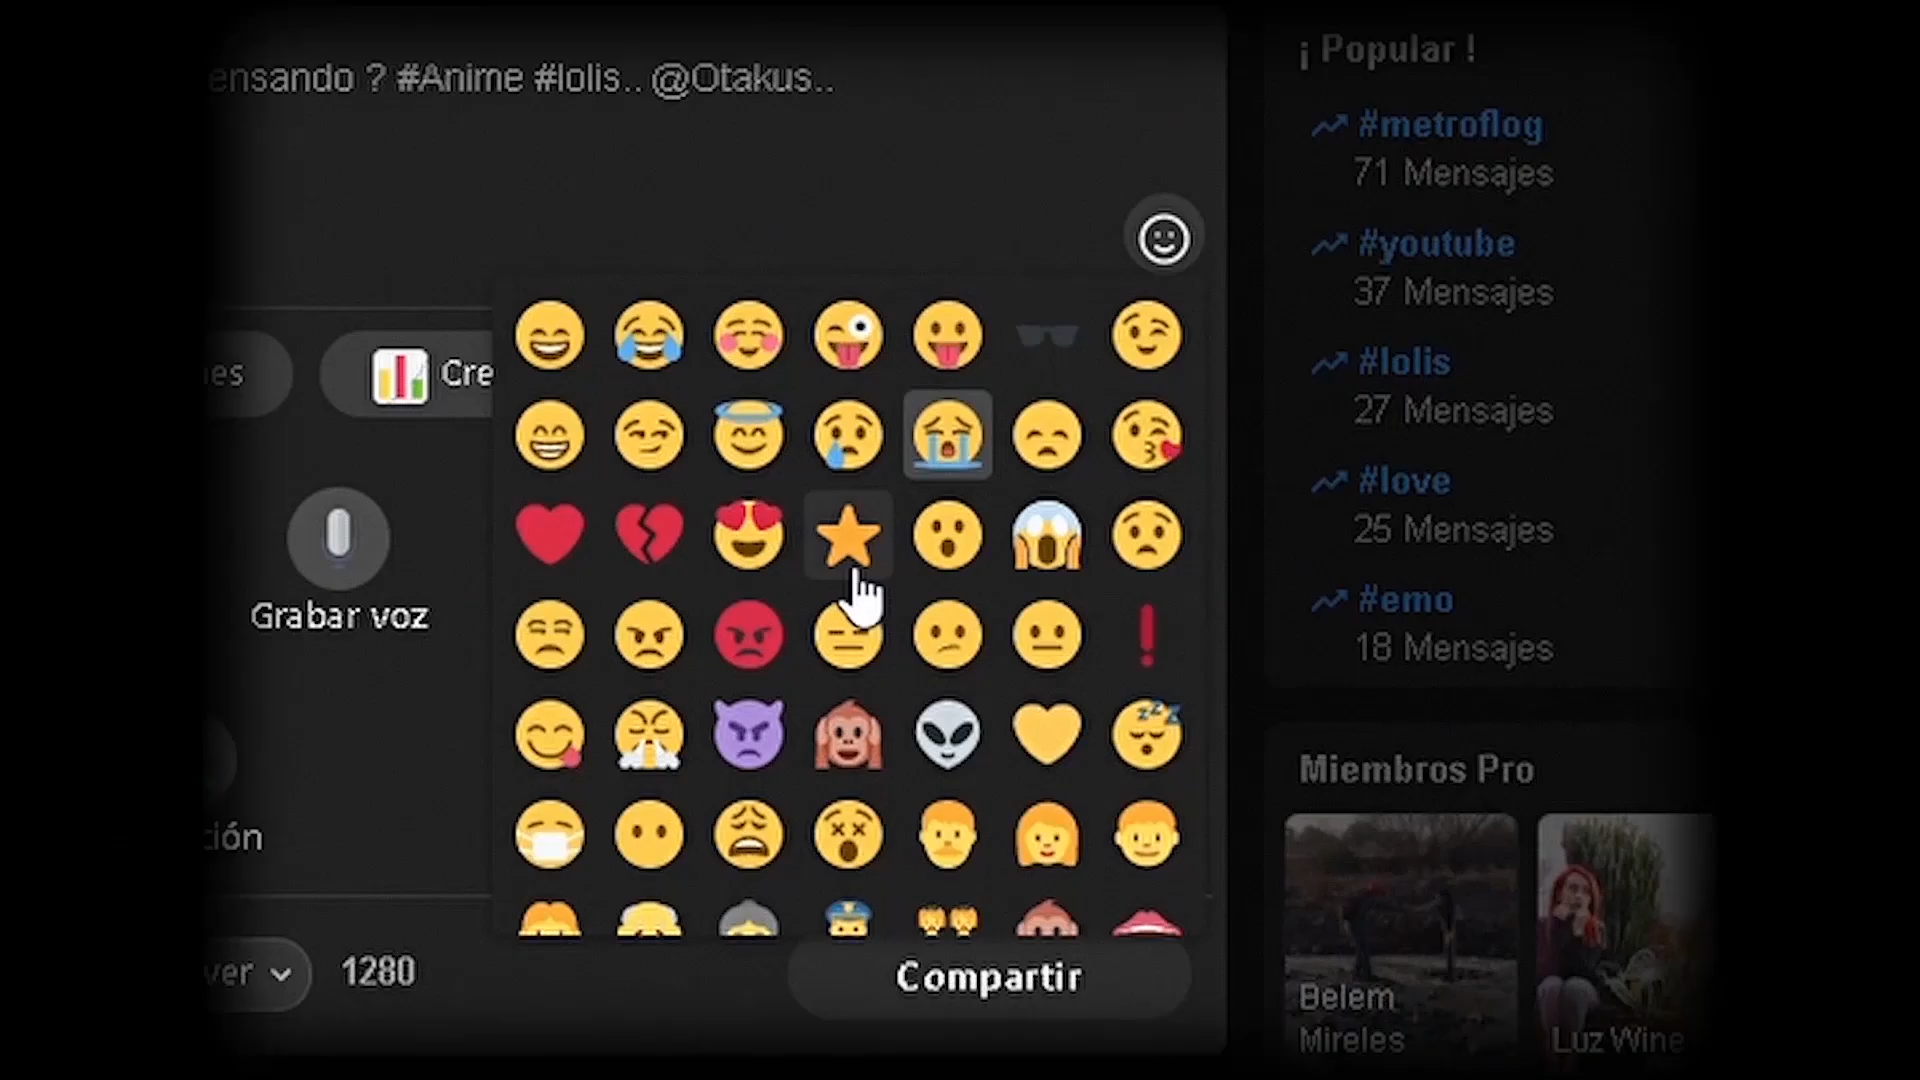 ensando ? #Anime #lolis.. @Otakus..
es
Cre
Grabar voz
ción
ver
1280
Compartir
¡ Popular !
#metroflog
71 Mensajes
#youtube
37 Mensajes
#lolis
27 Mensajes
#love
25 Mensajes
#emo
18 Mensajes
Miembros Pro
Belem
Mireles
Luz Wine